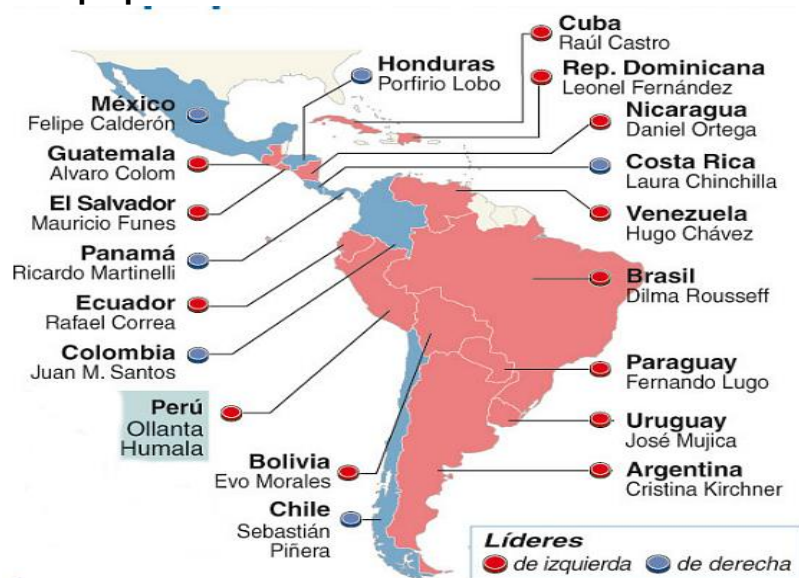 Cuba
Raúl Castro
Honduras
Porfirio Lobo
Rep. Dominicana
Leonel Fernández
México
Felipe Calderón
Nicaragua
Daniel Ortega
Guatemala
Alvaro Colom
Costa Rica
Laura Chinchilla
El Salvador
Mauricio Funes
Venezuela
Hugo Chávez
Panamá
Ricardo Martinelli
Brasil
Dilma Rousseff
Ecuador
Rafael Correa
Colombia
Juan M. Santos
Paraguay
Fernando Lugo
Perú
Ollanta
Humala
Uruguay
José Mujica
Bolivia
Evo Morales
Argentina
Cristina Kirchner
Chile
Sebastián
Piñera
Líderes
de izquierda de derecha